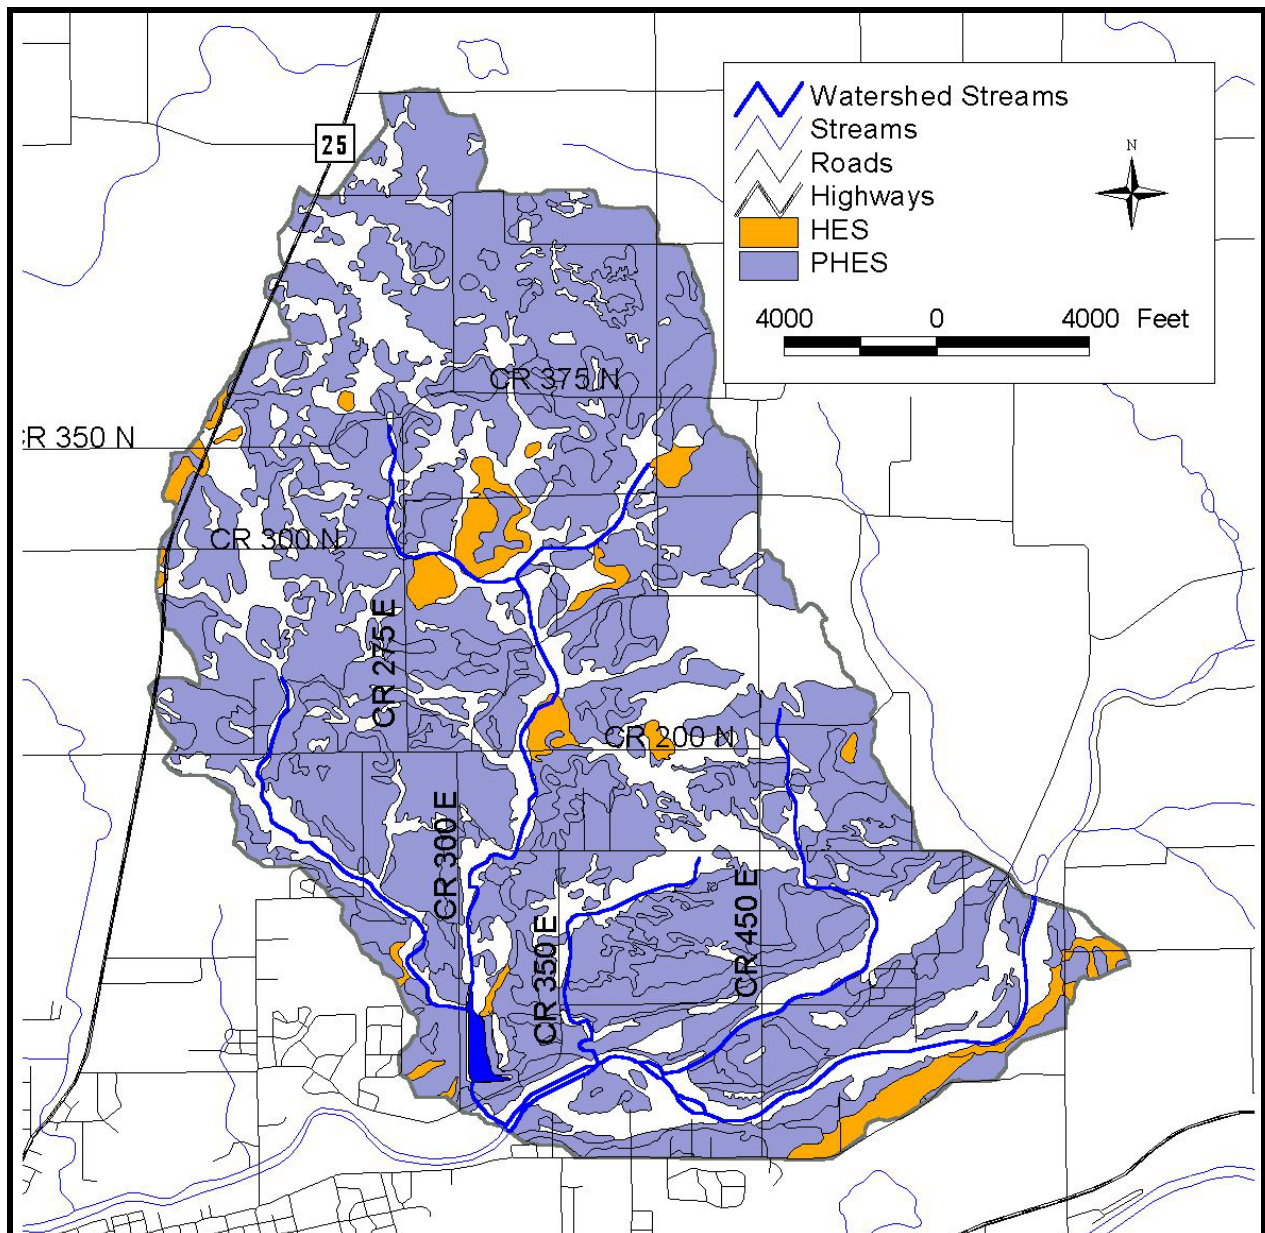 Watershed Streams
Streams
Roads
Highways
HES
PHES
N
4000 0 4000 Feet
25
CR 375 N
R 350 N
CR 300 N
CR 275 E
CR 200 N
CR 300 E
CR 450 E
CR 350 E